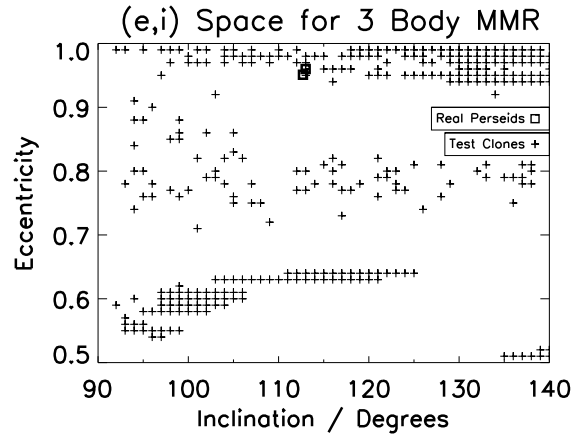 (e,i) Space for 3 Body MMR
1.0
0.9
0.8
0.7
0.6
0.5
Eccentricity
Real Perseids
Test Clones
90 100 110 120 130 140
Inclination / Degrees